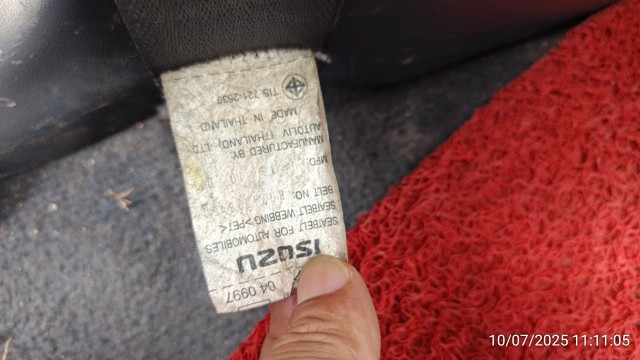 04 0997
ISUZU
SEATBELT FOR AUTOMOBILES
SEATBELT WEBBING >PET<
BELT NO.
MFD.
MANUFACTURED BY.
AUTOLIV (THAILAND) LTD.
MADE IN THAILAND
TIS 721-2539
10/07/2025 11:11:05